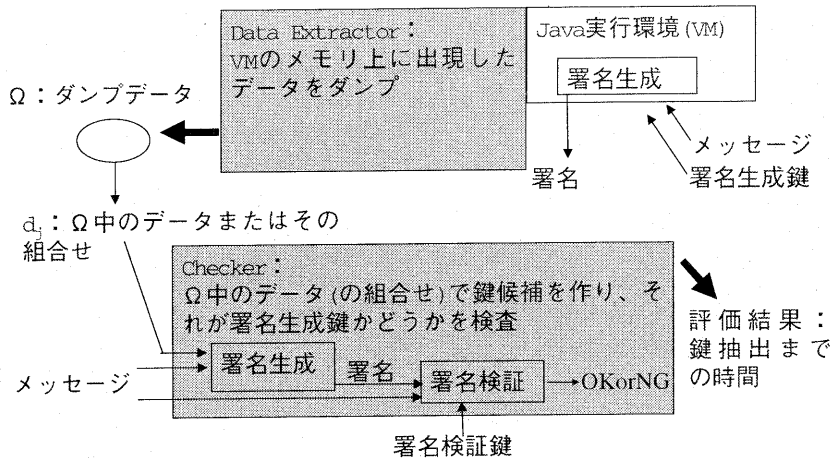 Data Extractor：
VMのメモリ上に出現した
データをダンプ
Java実行環境(VM)
署名生成
Ω：ダンプデータ
メッセージ
署名生成鍵
署名
dj：Ω中のデータまたはその
組合せ
Checker：
Ω中のデータ(の組合せ)で鍵候補を作り、そ
れが署名生成鍵かどうかを検査
評価結果：
鍵抽出まで
の時間
署名生成
署名
署名検証
OKorNG
メッセージ
署名検証鍵